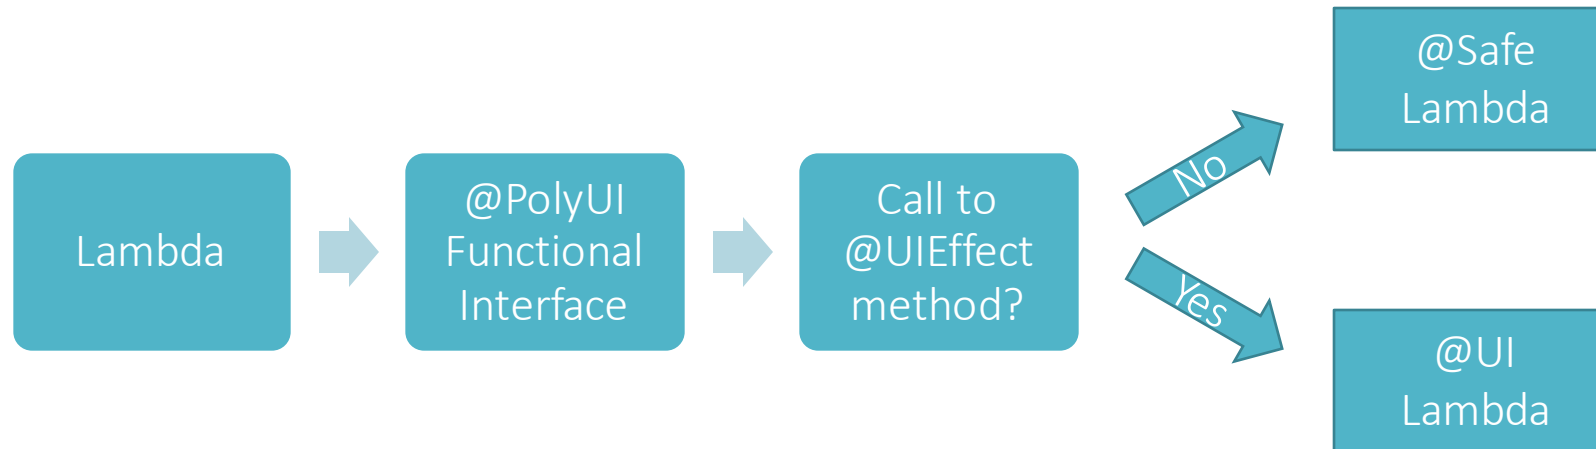 Lambda
@PolyUI
Functional
Interface
Call to
@UIEffect
method?
No
Yes
@Safe
Lambda
@UI
Lambda